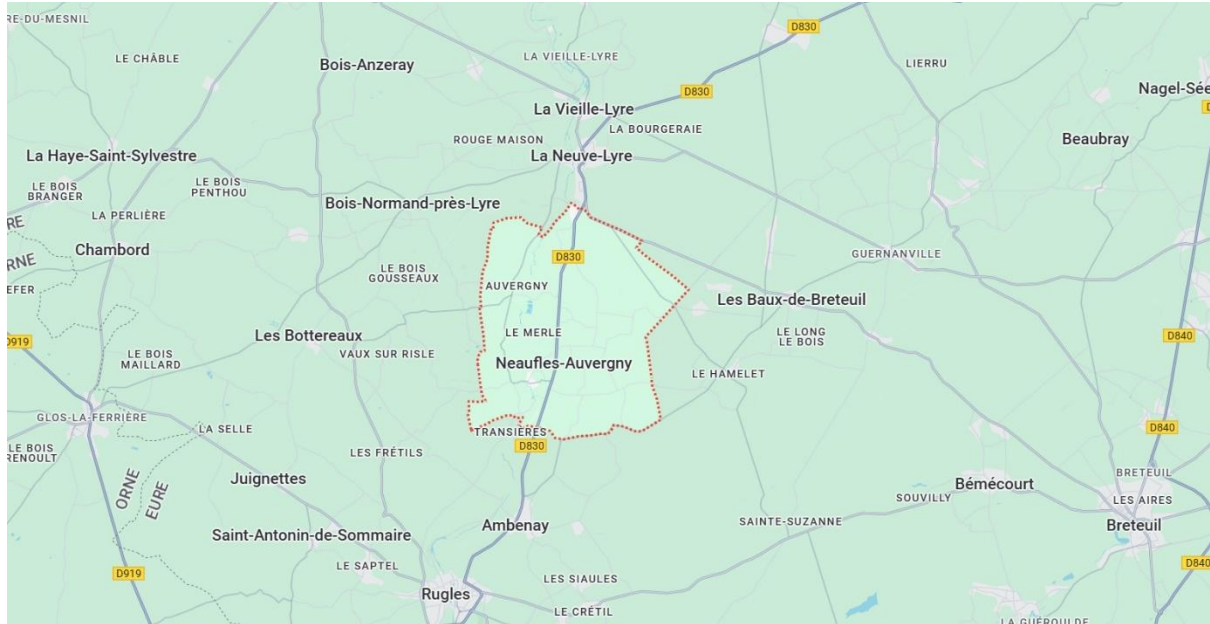 RE-DU-MESNIL
D830
LE CHÂBLE
LA VIEILLE-LYRE
Bois-Anzeray
LIERRU
Nagel-Sée
D830
La Vieille-Lyre
LA BOURGERAIE
ROUGE MAISON
Beaubray
La Haye-Saint-Sylvestre
La Neuve-Lyre
LE BOIS
BRANGER
LE BOIS
PENTHOU
Bois-Normand-près-Lyre
LA PERLIÈRE
Chambord
D830
GUERNANVILLE
LE BOIS
GOUSSEAUX
AUVERGNY
Les Baux-de-Breteuil
LE MERLE
LE LONG
LE BOIS
Les Bottereaux
D840
D919
LE BOIS
MAILLARD
VAUX SUR RISLE
Neaufles-Auvergny
LE HAMELET
GLOS-LA-FERRIÈRE
LA SELLE
TRANSIÈRES
D830
D840
LE BOIS
RENOULT
LES FRÉTILS
ORNE
EURE
Juignettes
BRETEUIL
Bémécourt
SOUVILLY
LES AIRES
Ambenay
SAINTE-SUZANNE
Breteuil
Saint-Antonin-de-Sommaire
LE SAPTEL
D919
D840
LES SIAULES
Rugles
LE CRÉTIL
LA GUÉROULDE